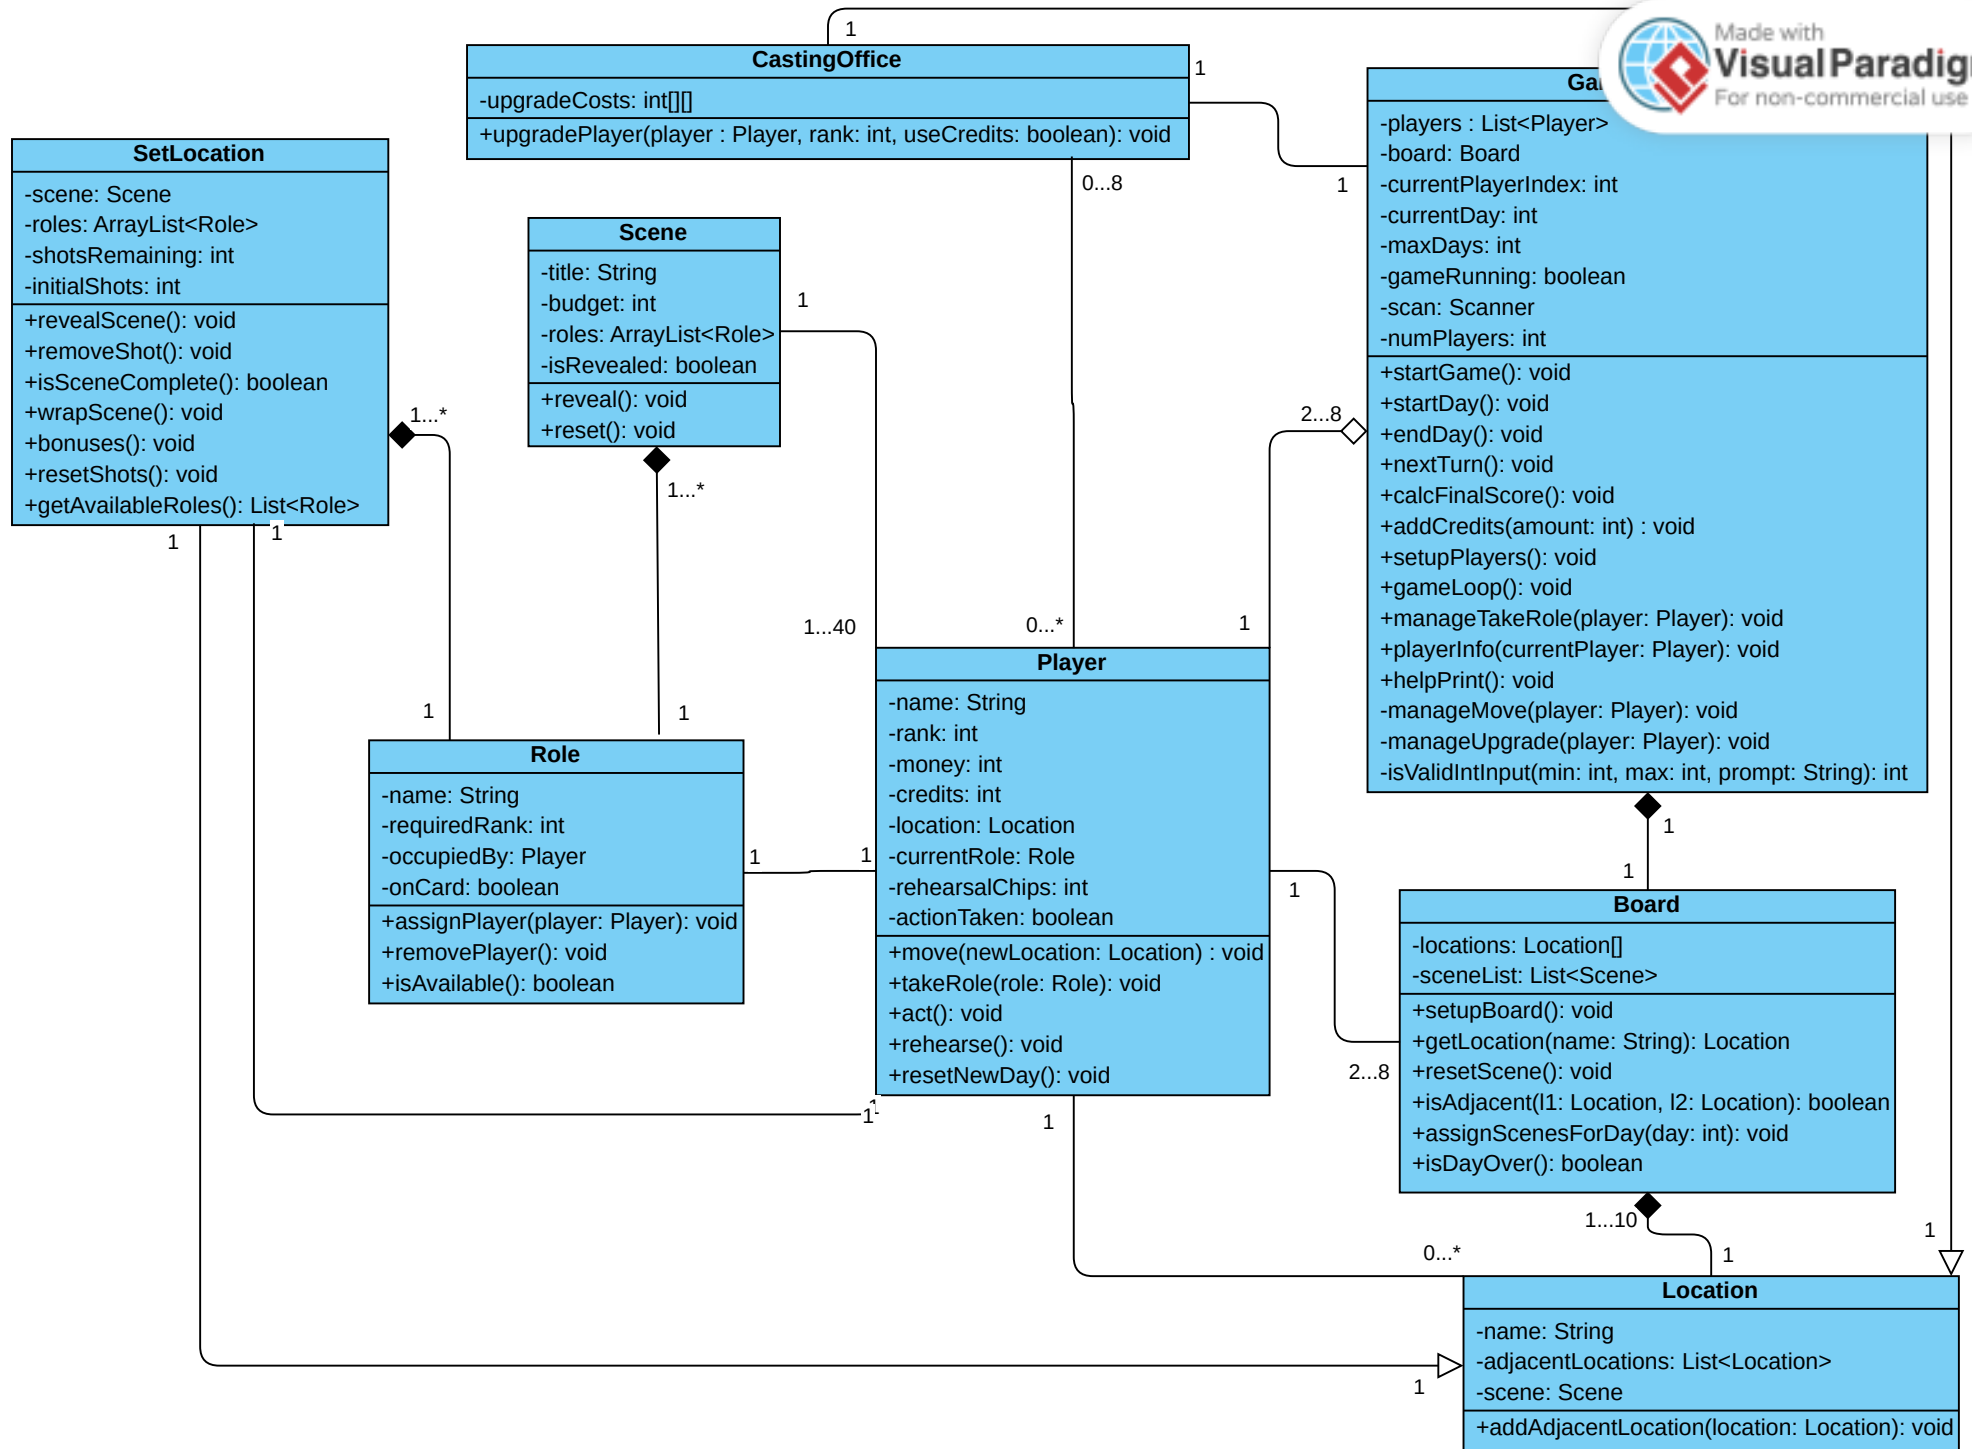 1
CastingOffice
-upgradeCosts: int[][]
+upgradePlayer(player : Player, rank: int, useCredits: boolean): void
1
0...8
1
Made with
Visual Paradig
For non-commercial use
Ga
-players : List<Player>
-board: Board
-currentPlayerIndex: int
-currentDay: int
-maxDays: int
-gameRunning: boolean
-scan: Scanner
-numPlayers: int
+startGame(): void
+startDay(): void
+endDay(): void
+nextTurn(): void
+calcFinalScore(): void
+addCredits(amount: int) : void
+setupPlayers(): void
+gameLoop(): void
+manageTakeRole(player: Player): void
+playerInfo(currentPlayer: Player): void
+helpPrint(): void
-manageMove(player: Player): void
-manageUpgrade(player: Player): void
-isValidIntInput(min: int, max: int, prompt: String): int
SetLocation
-scene: Scene
-roles: ArrayList<Role>
-shotsRemaining: int
-initialShots: int
+revealScene(): void
+removeShot(): void
+isSceneComplete(): boolean
+wrapScene(): void
+bonuses(): void
+resetShots(): void
+getAvailableRoles(): List<Role>
1...*
1
1
Scene
-title: String
-budget: int
-roles: ArrayList<Role>
-isRevealed: boolean
+reveal(): void
+reset(): void
1
1...*
2...8
1...40
0...*
1
1
1
Role
-name: String
-requiredRank: int
-occupiedBy: Player
-onCard: boolean
+assignPlayer(player: Player): void
+removePlayer(): void
+isAvailable(): boolean
1
1
Player
-name: String
-rank: int
-money: int
-credits: int
-location: Location
-currentRole: Role
-rehearsalChips: int
-actionTaken: boolean
+move(newLocation: Location) : void
+takeRole(role: Role): void
+act(): void
+rehearse(): void
+resetNewDay(): void
1
1
1
1
2...8
1
1
Board
-locations: Location[]
-sceneList: List<Scene>
+setupBoard(): void
+getLocation(name: String): Location
+resetScene(): void
+isAdjacent(l1: Location, l2: Location): boolean
+assignScenesForDay(day: int): void
+isDayOver(): boolean
1...10
1
1
0...*
1
Location
-name: String
-adjacentLocations: List<Location>
-scene: Scene
+addAdjacentLocation(location: Location): void